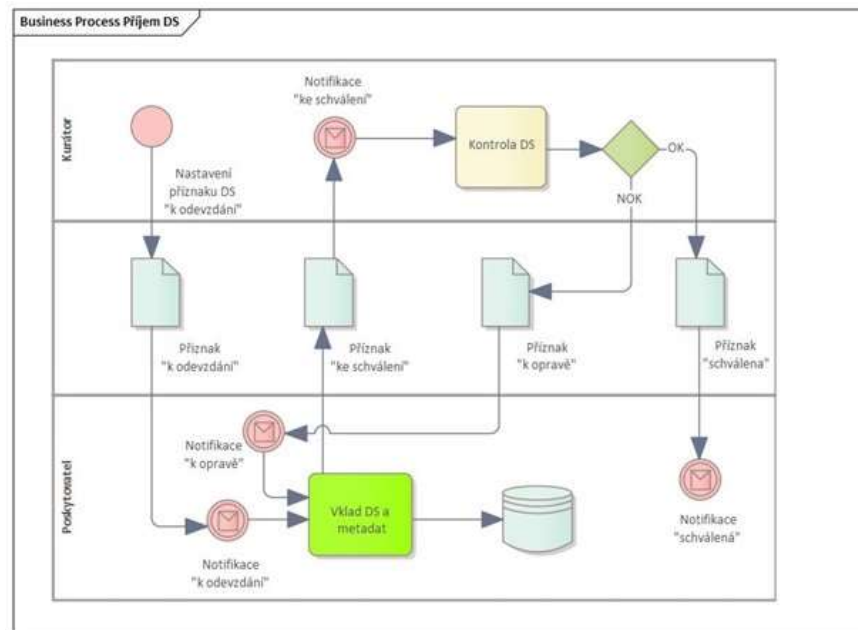 Business Process Příjem DS
Kurátor
Notifikace
"ke schválení"
Kontrola DS
OK
NOK
Nastavení
příznaku DS
"k odevzdání"
Příznak
"k odevzdání"
Příznak
"ke schválení"
Příznak
"k opravě"
Příznak
"schválena"
Poskytovatel
Notifikace
"k opravě"
Vklad DS a
metadat
Notifikace
"k odevzdání"
Notifikace
"schválená"